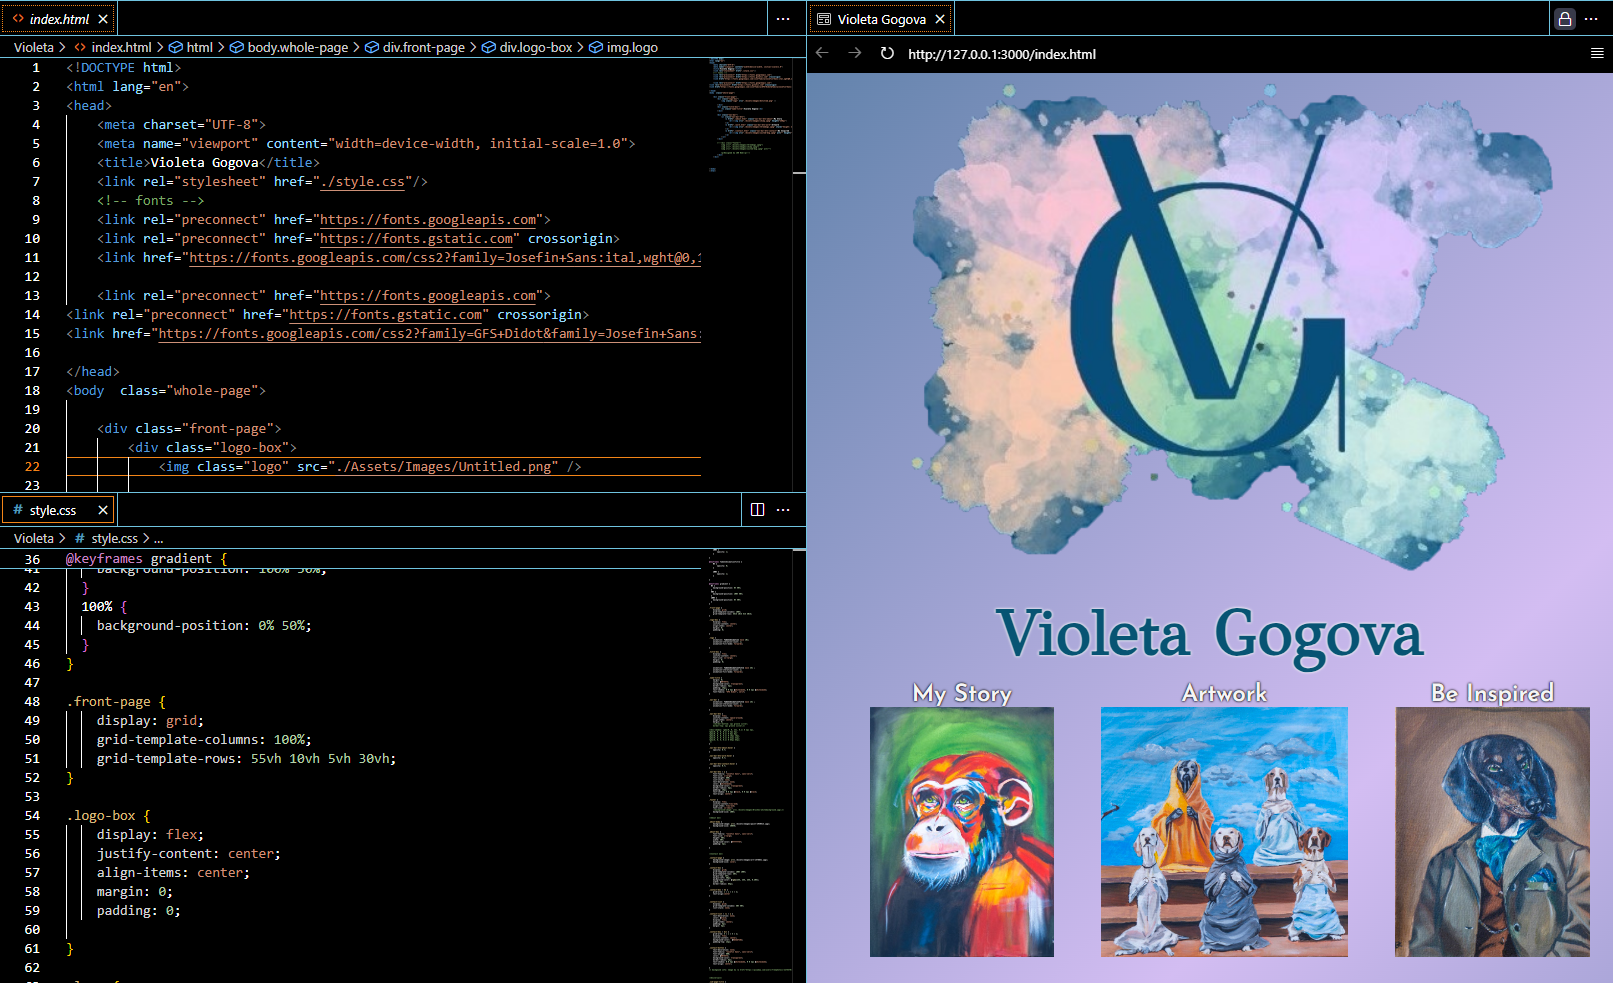 index.html
Violeta > index.html > html > body.whole-page > div.front-page > div.logo-box > img.logo
1 <!DOCTYPE html>
2 <html lang="en">
3 <head>
4 <meta charset="UTF-8">
5 <meta name="viewport" content="width=device-width, initial-scale=1.0">
6 <title>Violeta Gogova</title>
7 <link rel="stylesheet" href="./style.css"/>
8 <!-- fonts -->
9 <link rel="preconnect" href="https://fonts.googleapis.com">
10 <link rel="preconnect" href="https://fonts.gstatic.com" crossorigin>
11 <link href="https://fonts.googleapis.com/css2?family=Josefin+Sans:ital,wght@0,1
12
13 <link rel="preconnect" href="https://fonts.googleapis.com">
14 <link rel="preconnect" href="https://fonts.gstatic.com" crossorigin>
15 <link href="https://fonts.googleapis.com/css2?family=GFS+Didot&family=Josefin+Sans:
16
17 </head>
18 <body  class="whole-page">
19
20 <div class="front-page">
21 <div class="logo-box">
22 <img class="logo" src="./Assets/Images/Untitled.png" />
23
# style.css
Violeta > # style.css > ...
36 @keyframes gradient {
41 background-position: 100% 50%;
42 }
43 100% {
44 background-position: 0% 50%;
45 }
46 }
47
48 .front-page {
49 display: grid;
50 grid-template-columns: 100%;
51 grid-template-rows: 55vh 10vh 5vh 30vh;
52 }
53
54 .logo-box {
55 display: flex;
56 justify-content: center;
57 align-items: center;
58 margin: 0;
59 padding: 0;
60
61 }
62
Violeta Gogova
http://127.0.0.1:3000/index.html
VG
Violeta Gogova
My Story
Artwork
Be Inspired